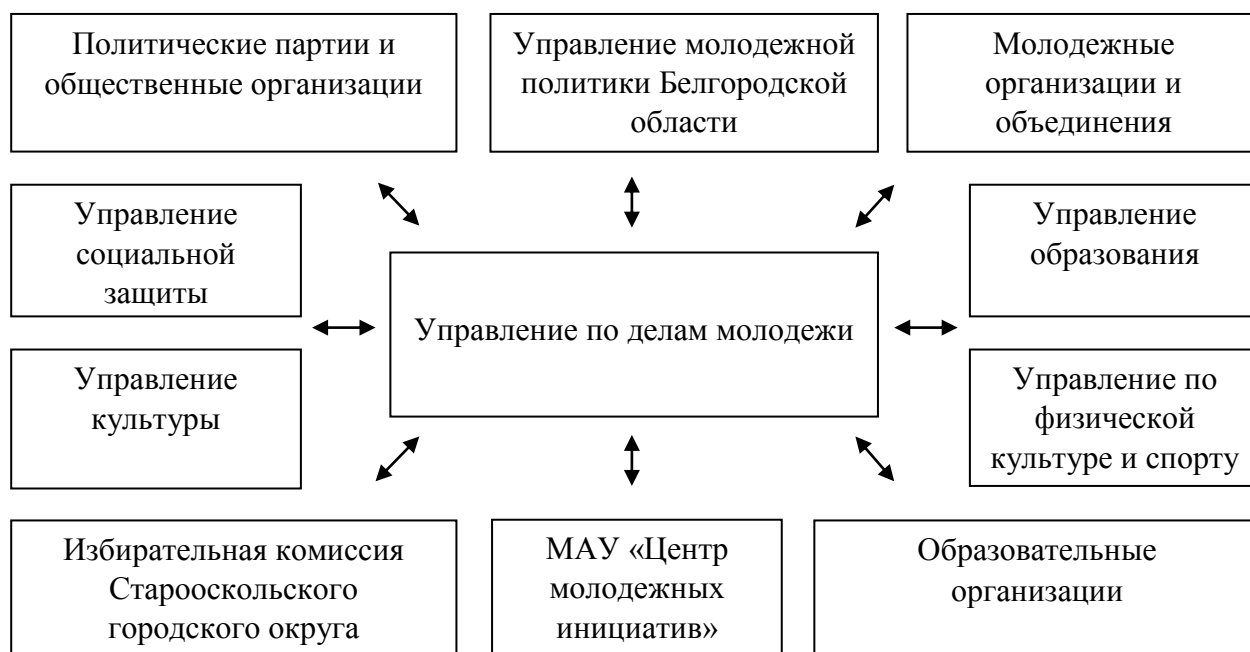 Политические партии и
общественные организации
Управление молодежной
политики Белгородской
области
Молодежные
организации и
объединения
Управление
социальной
защиты
Управление
образования
Управление по делам молодежи
Управление
культуры
Управление по
физической
культуре и спорту
Избирательная комиссия
Старооскольского
городского округа
МАУ «Центр
молодежных
инициатив»
Образовательные
организации